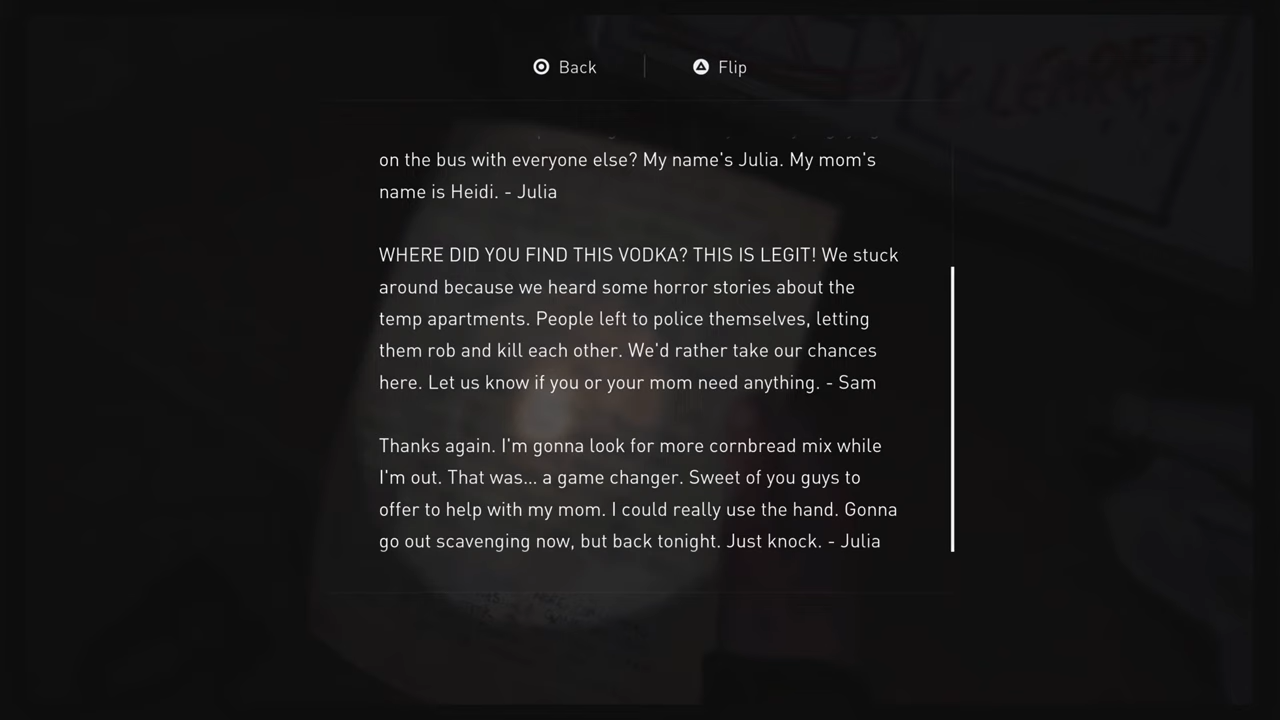 Back
Flip
on the bus with everyone else? My name's Julia. My mom's
name is Heidi. - Julia
WHERE DID YOU FIND THIS VODKA? THIS IS LEGIT! We stuck
around because we heard some horror stories about the
temp apartments. People left to police themselves, letting
them rob and kill each other. We'd rather take our chances
here. Let us know if you or your mom need anything. - Sam
Thanks again. I'm gonna look for more cornbread mix while
I'm out. That was... a game changer. Sweet of you guys to
offer to help with my mom. I could really use the hand. Gonna
go out scavenging now, but back tonight. Just knock. - Julia